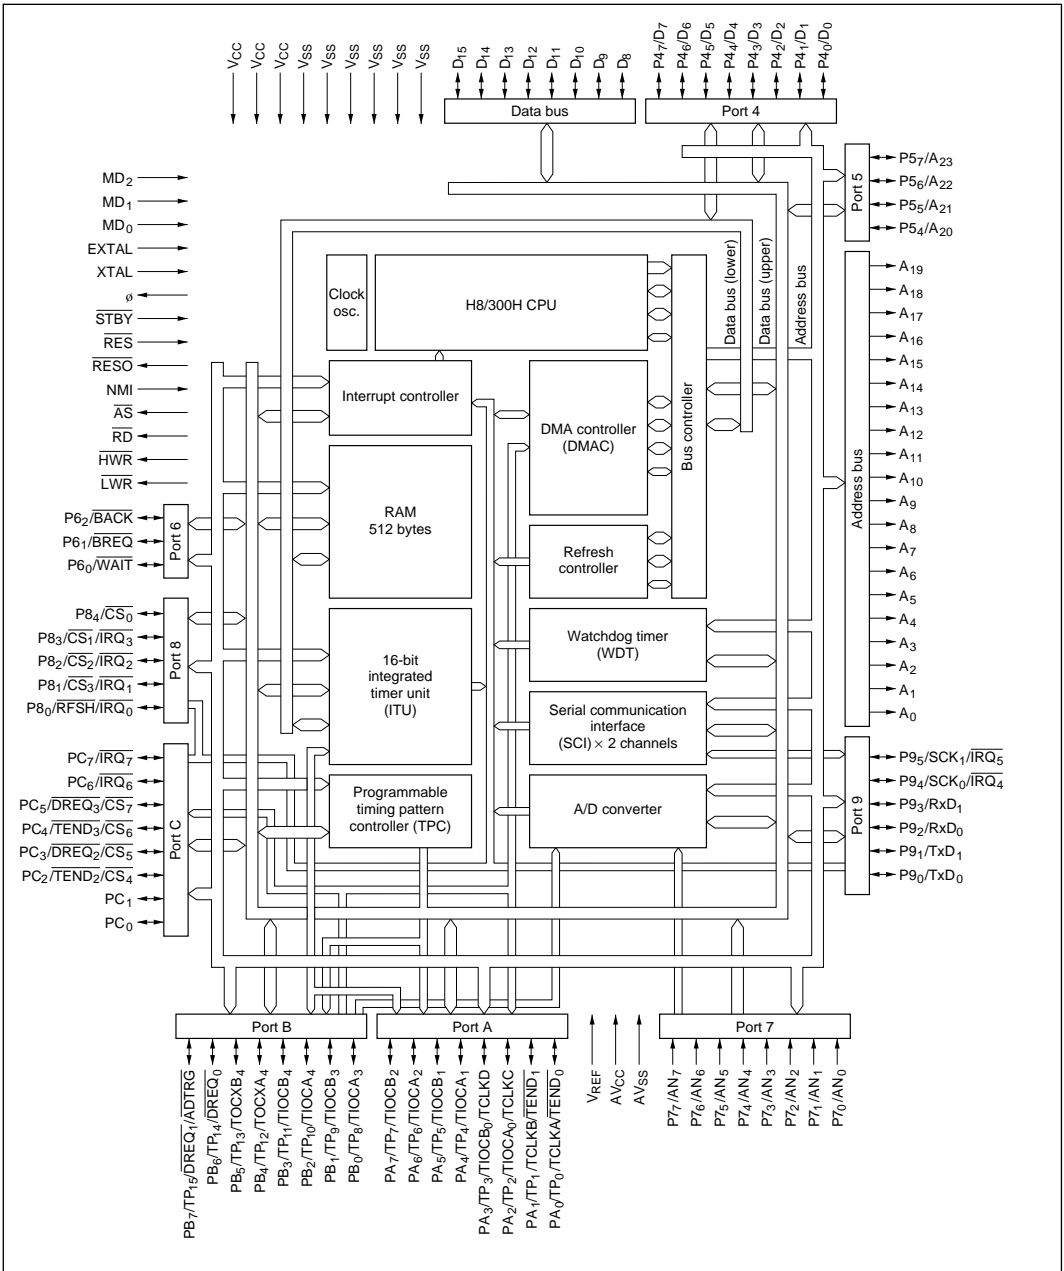 VCC
VCC
VCC
VSS
VSS
VSS
VSS
VSS
VSS
D15
D14
D13
D12
D11
D10
D9
D8
P47/D7
P46/D6
P45/D5
P44/D4
P43/D3
P42/D2
P41/D1
P40/D0
Data bus
Port 4
MD2
MD1
MD0
EXTAL
XTAL
ø
STBY
RES
RESO
NMI
AS
RD
HWR
LWR
P62/BACK
P61/BREQ
P60/WAIT
Port 6
P84/CS0
P83/CS1/IRQ3
P82/CS2/IRQ2
P81/CS3/IRQ1
P80/RFSH/IRQ0
Port 8
PC7/IRQ7
PC6/IRQ6
PC5/DREQ3/CS7
PC4/TEND3/CS6
PC3/DREQ2/CS5
PC2/TEND2/CS4
PC1
PC0
Port C
Clock
osc.
H8/300H CPU
Interrupt controller
RAM
512 bytes
16-bit
integrated
timer unit
(ITU)
Programmable
timing pattern
controller (TPC)
DMA controller
(DMAC)
Refresh
controller
Watchdog timer
(WDT)
Serial communication
interface
(SCI) × 2 channels
A/D converter
Bus controller
Data bus (lower)
Data bus (upper)
Address bus
Port 5
P57/A23
P56/A22
P55/A21
P54/A20
Address bus
A19
A18
A17
A16
A15
A14
A13
A12
A11
A10
A9
A8
A7
A6
A5
A4
A3
A2
A1
A0
Port 9
P95/SCK1/IRQ5
P94/SCK0/IRQ4
P93/RxD1
P92/RxD0
P91/TxD1
P90/TxD0
Port B
Port A
Port 7
PB7/TP15/DREQ1/ADTRG
PB6/TP14/DREQ0
PB5/TP13/TOCXB4
PB4/TP12/TOCXA4
PB3/TP11/TIOCB4
PB2/TP10/TIOCA4
PB1/TP9/TIOCB3
PB0/TP8/TIOCA3
PA7/TP7/TIOCB2
PA6/TP6/TIOCA2
PA5/TP5/TIOCB1
PA4/TP4/TIOCA1
PA3/TP3/TIOCB0/TCLKD
PA2/TP2/TIOCA0/TCLKC
PA1/TP1/TCLKB/TEND1
PA0/TP0/TCLKA/TEND0
VREF
AVCC
AVSS
P77/AN7
P76/AN6
P75/AN5
P74/AN4
P73/AN3
P72/AN2
P71/AN1
P70/AN0